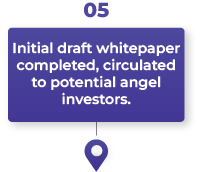 05
Initial draft whitepaper
completed, circulated
to potential angel
investors.